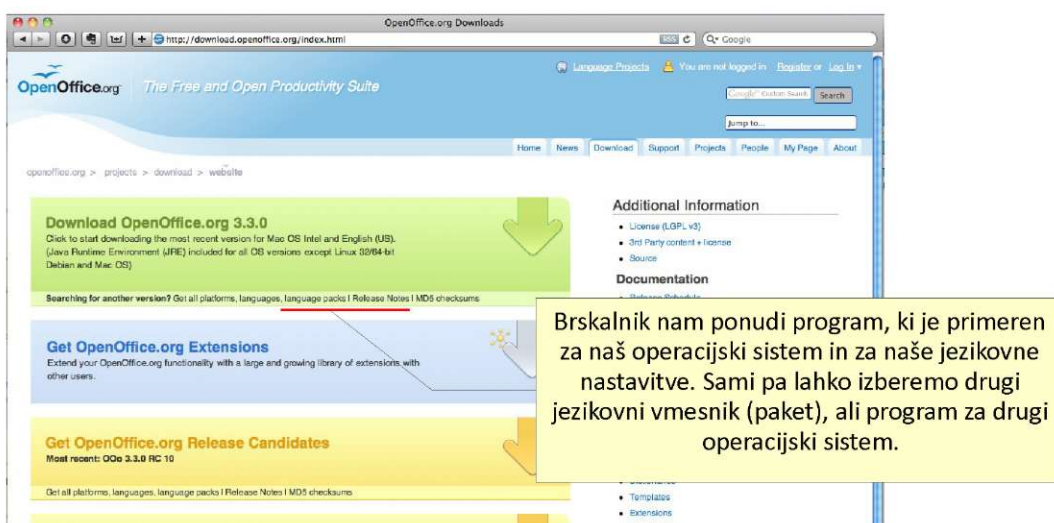 OpenOffice.org Downloads
http://download.openoffice.org/index.html
RSS
Google
Language Projects
You are not logged in
Register or Log In
OpenOffice.org
The Free and Open Productivity Suite
Google Custom Search
Search
Jump to...
Home News Download Support Projects People My Page About
openoffice.org > projects > download > website
Download OpenOffice.org 3.3.0
Click to start downloading the most recent version for Mac OS Intel and English (US).
(Java Runtime Environment (JRE) included for all OS versions except Linux 32/64-bit
Debian and Mac OS)
Searching for another version? Get all platforms, languages, language packs | Release Notes | MD5 checksums
Get OpenOffice.org Extensions
Extend your OpenOffice.org functionality with a large and growing library of extensions with
other users.
Get OpenOffice.org Release Candidates
Most recent: OOo 3.3.0 RC 10
Get all platforms, languages, language packs | Release Notes | MD5 checksums
Additional Information
License (LGPL v3)
3rd Party content + license
Source
Documentation
Release Schedule
Brskalnik nam ponudi program, ki je primeren
za naš operacijski sistem in za naše jezikovne
nastavitve. Sami pa lahko izberemo drugi
jezikovni vmesnik (paket), ali program za drugi
operacijski sistem.
Templates
Extensions